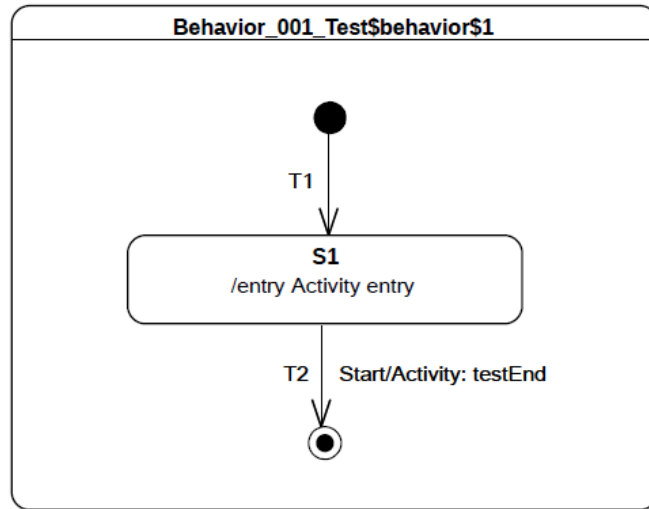 Behavior_001_Test$behavior$1
T1
S1
/entry Activity entry
T2 Start/Activity: testEnd